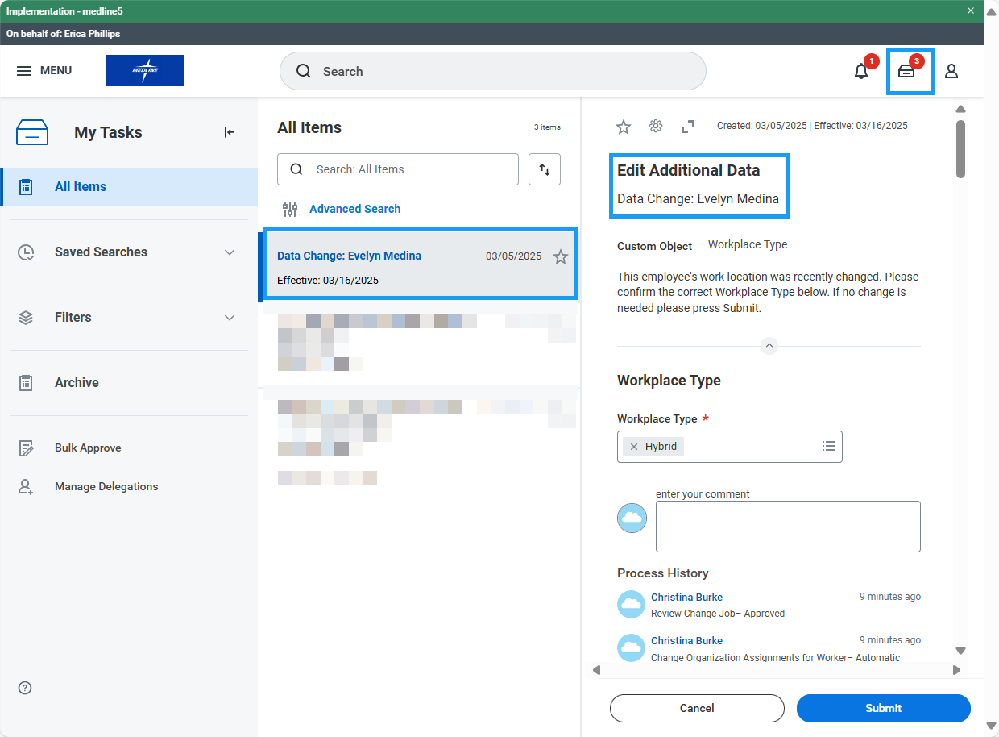 Implementation - medline5
On behalf of: Erica Phillips
MENU
MEDLINE
Search
1
3
My Tasks
All Items
Saved Searches
Filters
Archive
Bulk Approve
Manage Delegations
All Items
3 items
Search: All Items
Advanced Search
Data Change: Evelyn Medina
03/05/2025
Effective: 03/16/2025
Created: 03/05/2025 | Effective: 03/16/2025
Edit Additional Data
Data Change: Evelyn Medina
Custom Object Workplace Type
This employee's work location was recently changed. Please
confirm the correct Workplace Type below. If no change is
needed please press Submit.
Workplace Type
Workplace Type *
Hybrid
enter your comment
Process History
Christina Burke
9 minutes ago
Review Change Job– Approved
Christina Burke
9 minutes ago
Change Organization Assignments for Worker– Automatic
Cancel
Submit